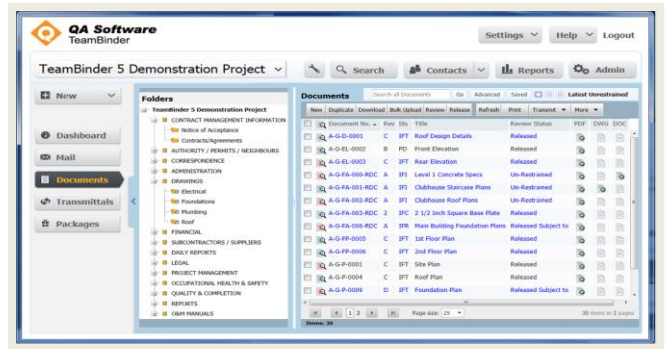 QA Software
TeamBinder
Settings Help Logout
TeamBinder 5 Demonstration Project
Search Contacts Reports Admin
New
Dashboard
Mail
Documents
Transmittals
Packages
Folders
TeamBinder 5 Demonstration Project
CONTRACT MANAGEMENT INFORMATION
Notice of Acceptance
Contracts/Agreements
AUTHORITY / PERMITS / NEIGHBOURS
CORRESPONDENCE
ADMINISTRATION
DRAWINGS
Electrical
Foundations
Plumbing
Roof
FINANCIAL
SUBCONTRACTORS / SUPPLIERS
DAILY REPORTS
LEGAL
PROJECT MANAGEMENT
OCCUPATIONAL HEALTH & SAFETY
QUALITY & COMPLETION
REPORTS
O&M MANUALS
Documents Search all Documents Go Advanced Saved Latest Unrestrained
New Duplicate Download Bulk Upload Review Release Refresh Print Transmit More
Document No. Rev Sts Title Review Status PDF DWG DOC
A-G-D-0001 C IFT Roof Design Details Released
A-G-EL-0002 B PD Front Elevation Released
A-G-EL-0003 C IFT Rear Elevation Released
A-G-FA-000-RDC A IFI Level 1 Concrete Specs Un-Restrained
A-G-FA-001-RDC A IFI Clubhouse Staircase Plans Un-Restrained
A-G-FA-002-RDC A IFI Clubhouse Roof Plans Un-Restrained
A-G-FA-003-RDC 2 IFC 2 1/2 Inch Square Base Plate Released
A-G-FA-006-RDC A IFR Main Building Foundation Plans Released Subject to
A-G-FP-0005 C IFT 1st Floor Plan Released
A-G-FP-0006 C IFT 2nd Floor Plan Released
A-G-P-0001 C IFT Site Plan Released
A-G-P-0004 C IFT Roof Plan Released
A-G-P-0009 D IFT Foundation Plan Released Subject to
1 2 Page size: 25 30 items in 2 pages
Items: 30